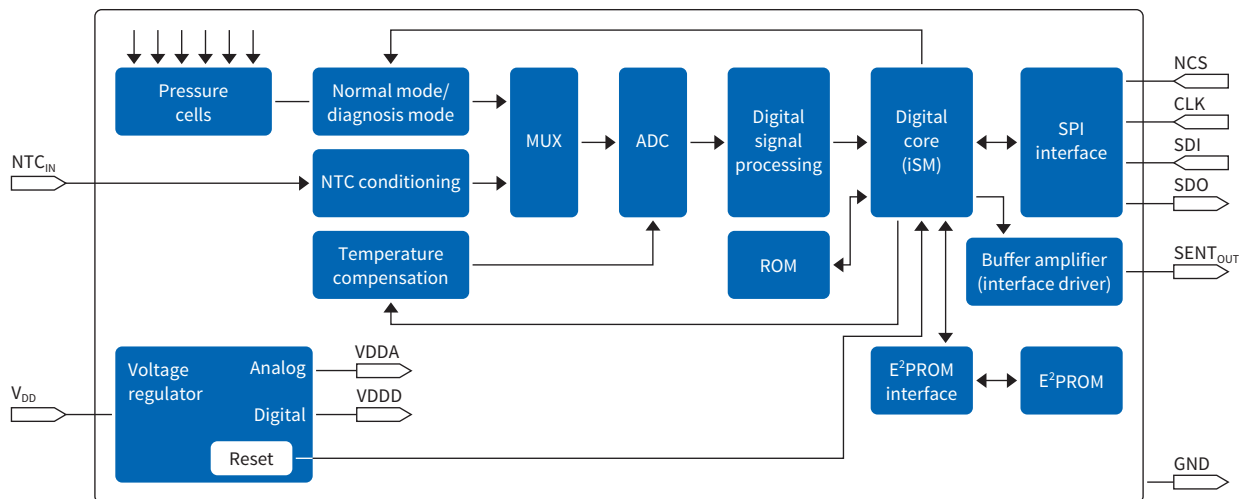 Pressure
cells
Normal mode/
diagnosis mode
MUX
ADC
Digital
signal
processing
Digital
core
(iSM)
SPI
interface
NCS
CLK
SDI
SDO
NTC_IN
NTC conditioning
Temperature
compensation
ROM
Buffer amplifier
(interface driver)
SENT_OUT
Voltage
regulator
Analog
Digital
Reset
VDDA
VDDD
V_DD
E²PROM
interface
E²PROM
GND